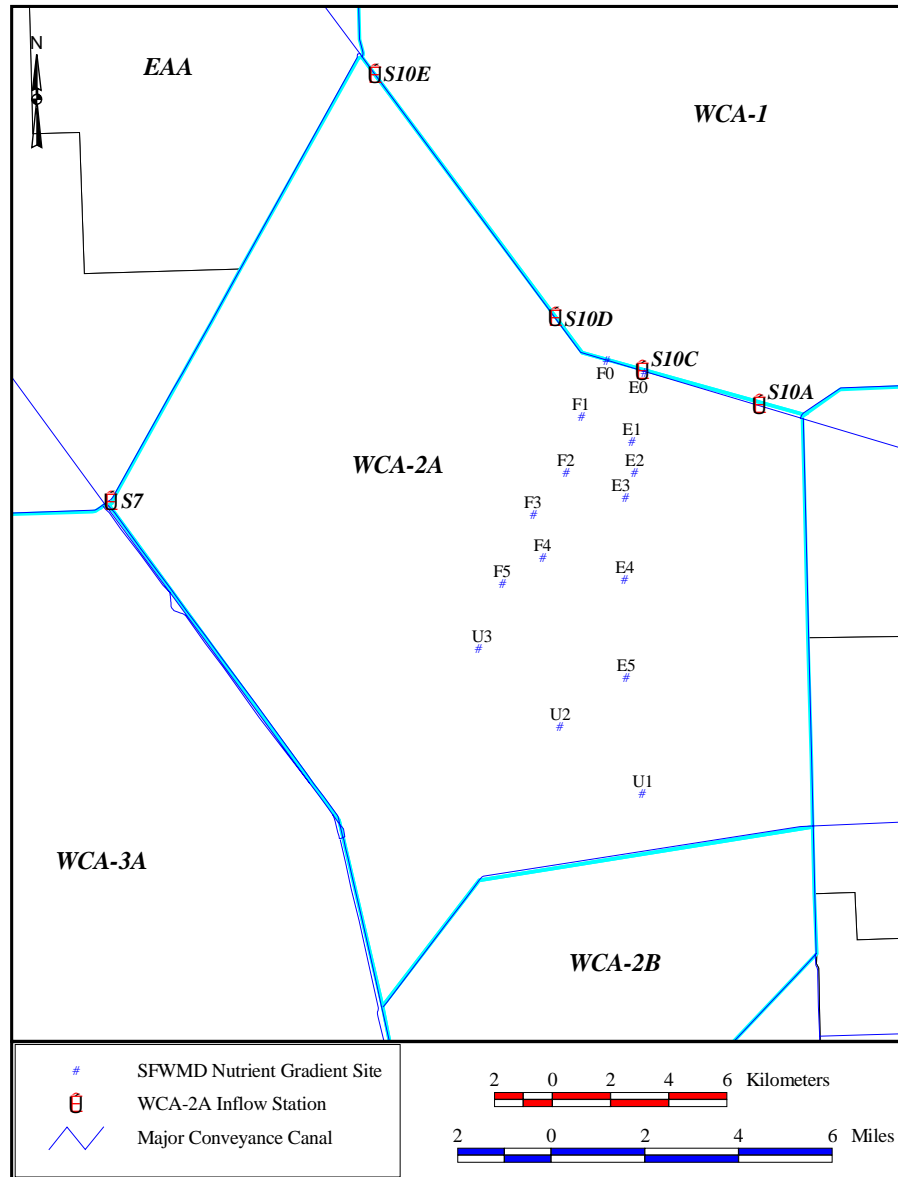 N
EAA
S10E
WCA-1
S10D
S10C
F0
E0
S10A
F1
E1
WCA-2A
F2
E2
E3
S7
F3
F4
F5
E4
U3
E5
U2
U1
WCA-3A
WCA-2B
# SFWMD Nutrient Gradient Site
WCA-2A Inflow Station
Major Conveyance Canal
2 0 2 4 6 Kilometers
2 0 2 4 6 Miles